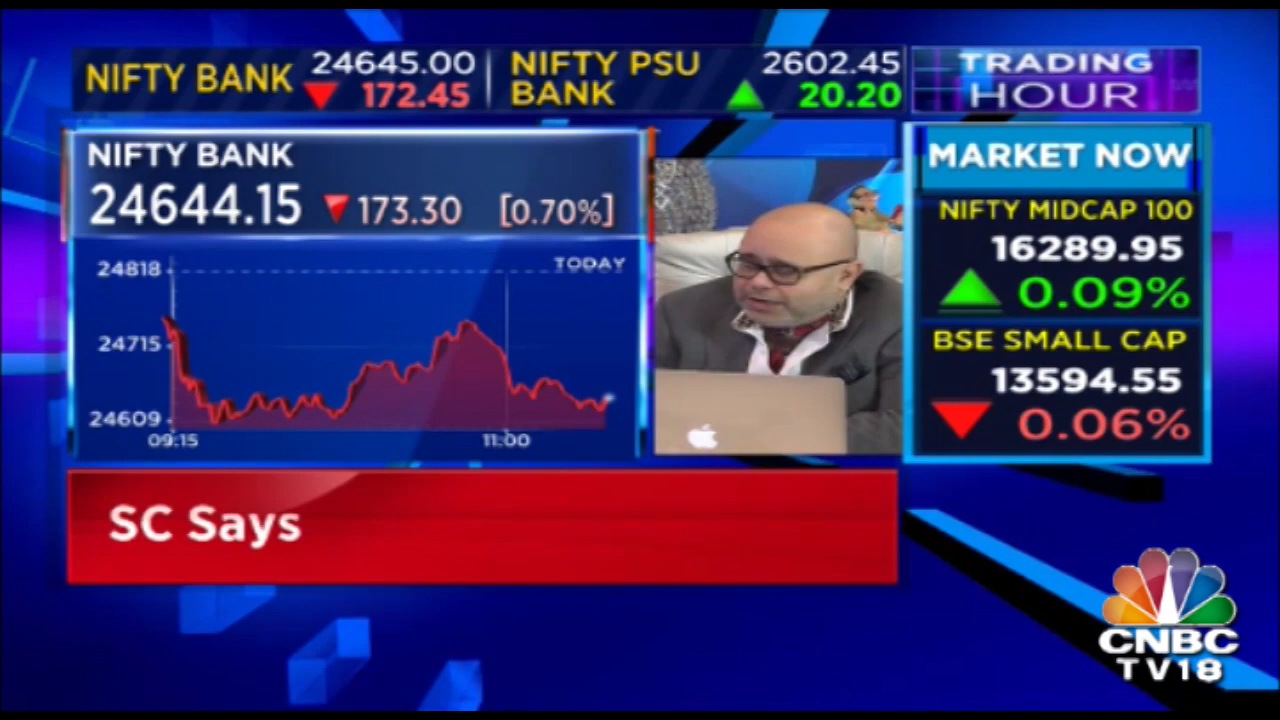 NIFTY BANK
24645.00
172.45
NIFTY PSU
BANK
2602.45
20.20
TRADING
HOUR
NIFTY BANK
24644.15 173.30 [0.70%]
TODAY
24818
24715
24609
09:15 11:00
MARKET NOW
NIFTY MIDCAP 100
16289.95
0.09%
BSE SMALL CAP
13594.55
0.06%
SC Says
CNBC
TV18